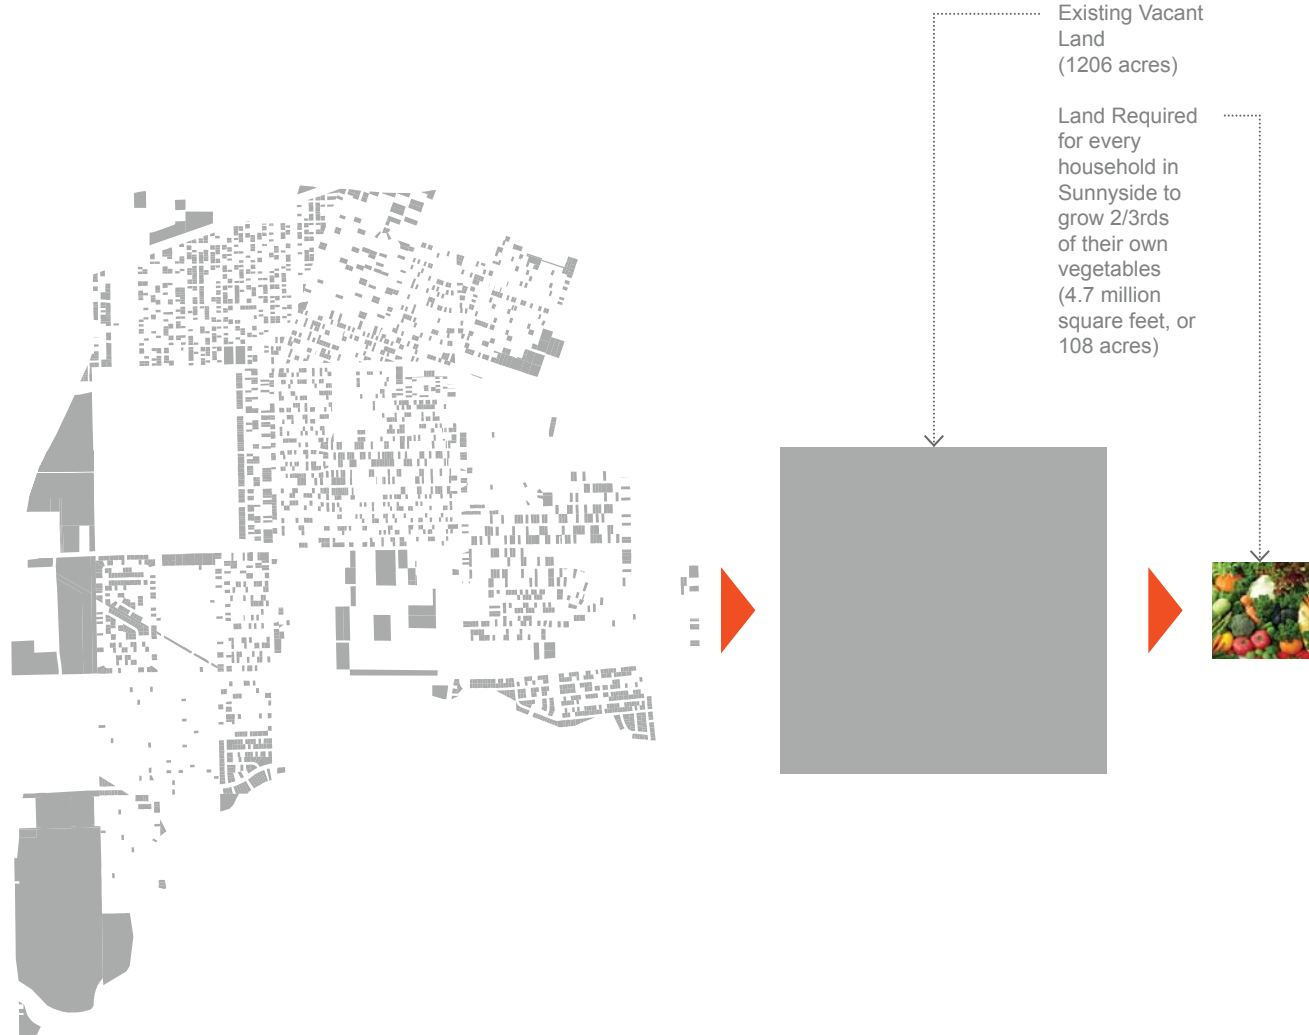 Existing Vacant
Land
(1206 acres)
Land Required
for every
household in
Sunnyside to
grow 2/3rds
of their own
vegetables
(4.7 million
square feet, or
108 acres)